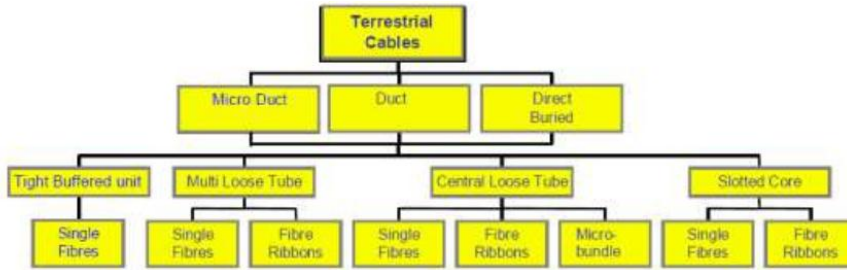 Terrestrial
Cables
Micro Duct
Duct
Direct
Buried
Tight Buffered unit
Multi Loose Tube
Central Loose Tube
Slotted Core
Single
Fibres
Single
Fibres
Fibre
Ribbons
Single
Fibres
Fibre
Ribbons
Micro-
bundle
Single
Fibres
Fibre
Ribbons